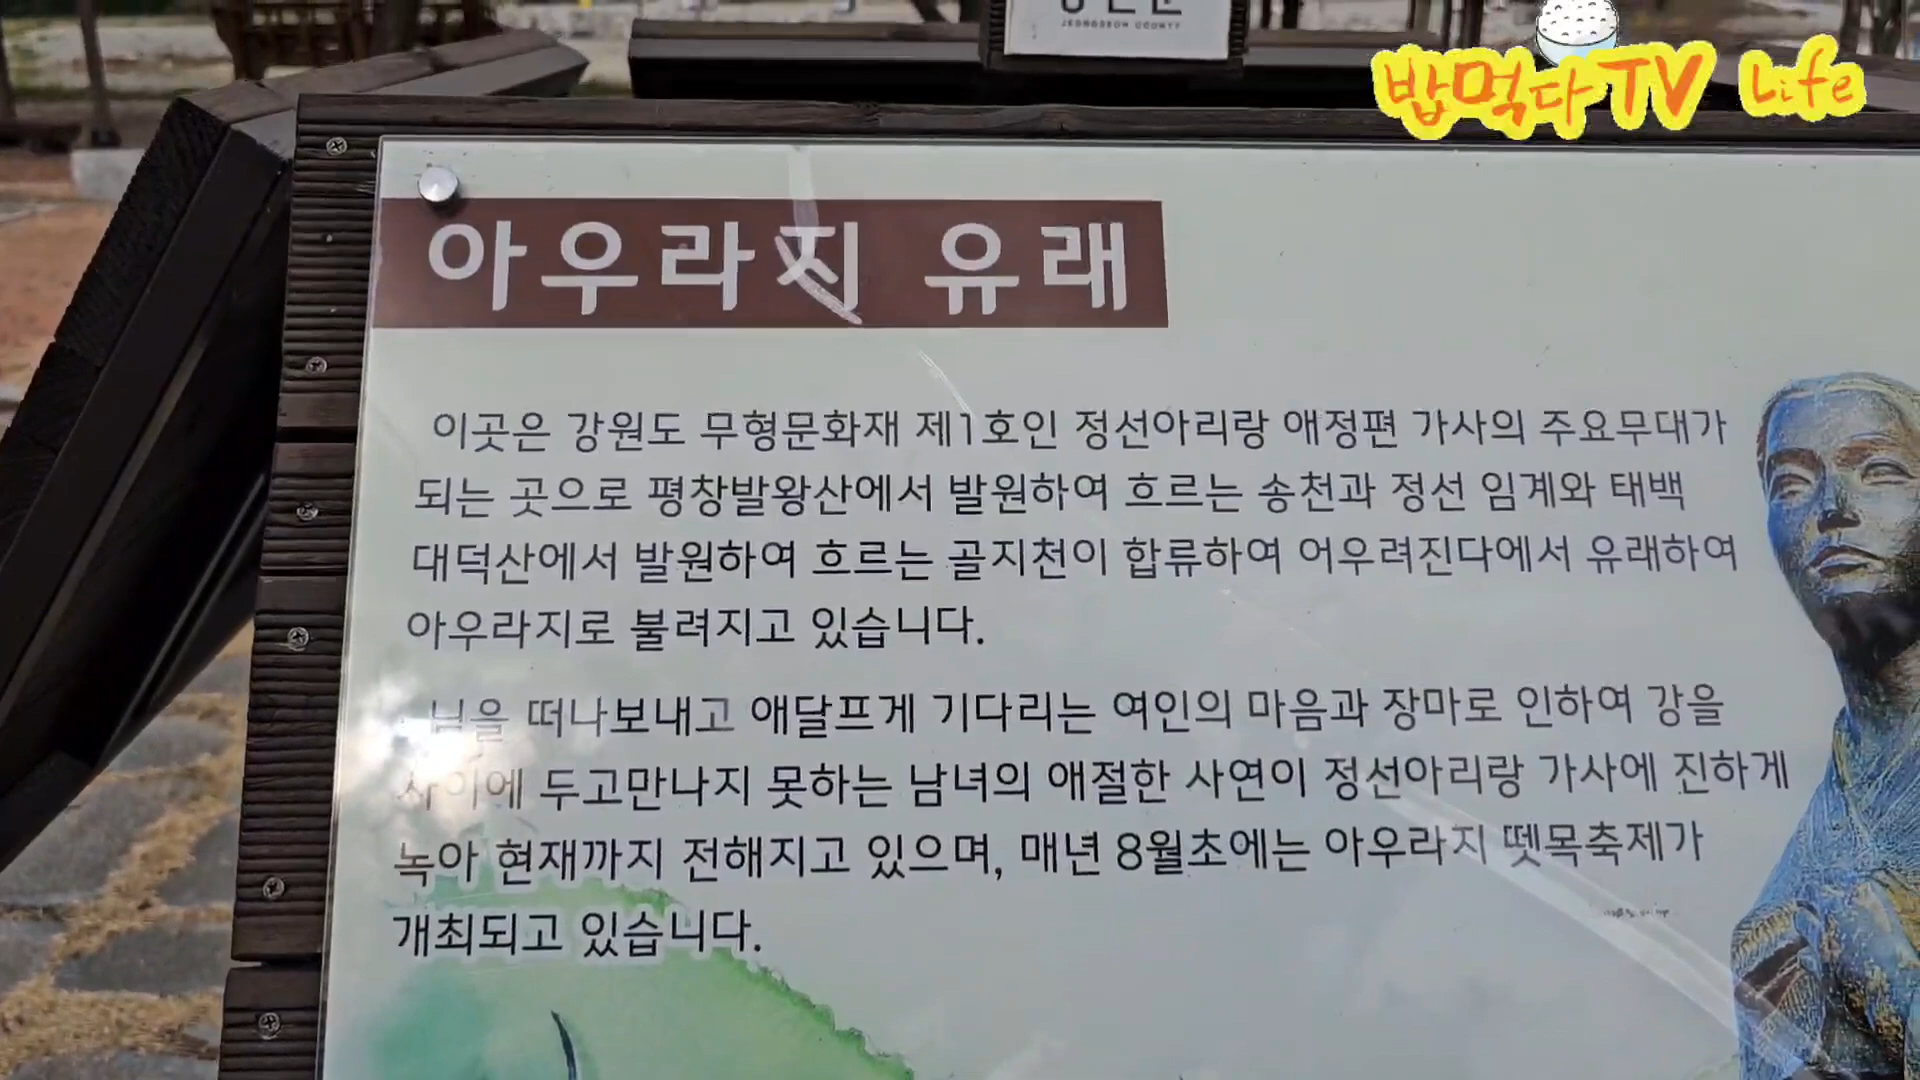 JEONGSEON COUNTY
밥먹다TV Life
아우라지 유래
이곳은 강원도 무형문화재 제1호인 정선아리랑 애정편 가사의 주요무대가
되는 곳으로 평창발왕산에서 발원하여 흐르는 송천과 정선 임계와 태백
대덕산에서 발원하여 흐르는 골지천이 합류하여 어우려진다에서 유래하여
아우라지로 불려지고 있습니다.
님을 떠나보내고 애달프게 기다리는 여인의 마음과 장마로 인하여 강을
사이에 두고만나지 못하는 남녀의 애절한 사연이 정선아리랑 가사에 진하게
녹아 현재까지 전해지고 있으며, 매년 8월초에는 아우라지 뗏목축제가
개최되고 있습니다.